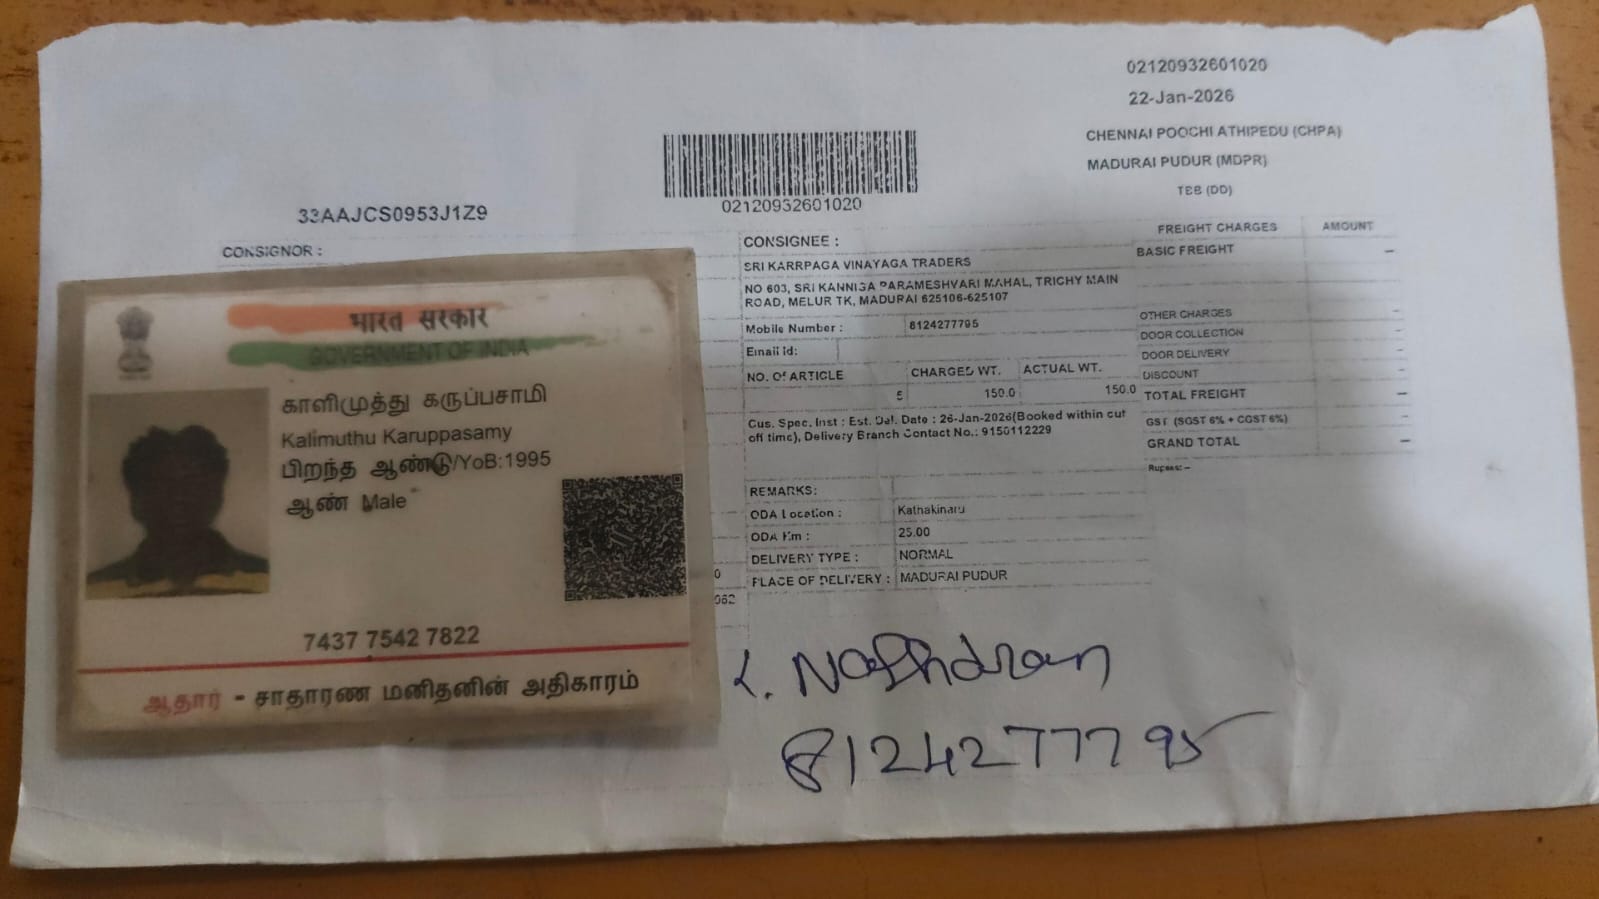 02120932601020
22-Jan-2026
CHENNAI POOCHI ATHIPEDU (CHPA)
MADURAI PUDUR (MDPR)
TBB (DD)
02120932601020
33AAJCS0953J1Z9
CONSIGNOR :
CONSIGNEE :
SRI KARRPAGA VINAYAGA TRADERS
NO 603, SRI KANNIGA PARAMESHVARI MAHAL, TRICHY MAIN
ROAD, MELUR TK, MADURAI 625106-625107
Mobile Number : 8124277795
Email Id:
NO. Of ARTICLE CHARGED WT. ACTUAL WT.
5 150.0 150.0
Cus. Spec. Inst : Est. Del. Date : 26-Jan-2026(Booked within cut
off time), Delivery Branch Contact No.: 9150112229
REMARKS:
ODA Location : Kathakinaru
ODA Km : 25.00
DELIVERY TYPE : NORMAL
PLACE OF DELIVERY : MADURAI PUDUR
FREIGHT CHARGES AMOUNT
BASIC FREIGHT –
OTHER CHARGES –
DOOR COLLECTION –
DOOR DELIVERY –
DISCOUNT –
TOTAL FREIGHT –
GST (SGST 6% + CGST 6%) –
GRAND TOTAL –
Rupees: –
0
062
भारत सरकार
GOVERNMENT OF INDIA
காளிமுத்து கருப்பசாமி
Kalimuthu Karuppasamy
பிறந்த ஆண்டு/YoB:1995
ஆண் Male
7437 7542 7822
ஆதார் - சாதாரண மனிதனின் அதிகாரம்
8124277795